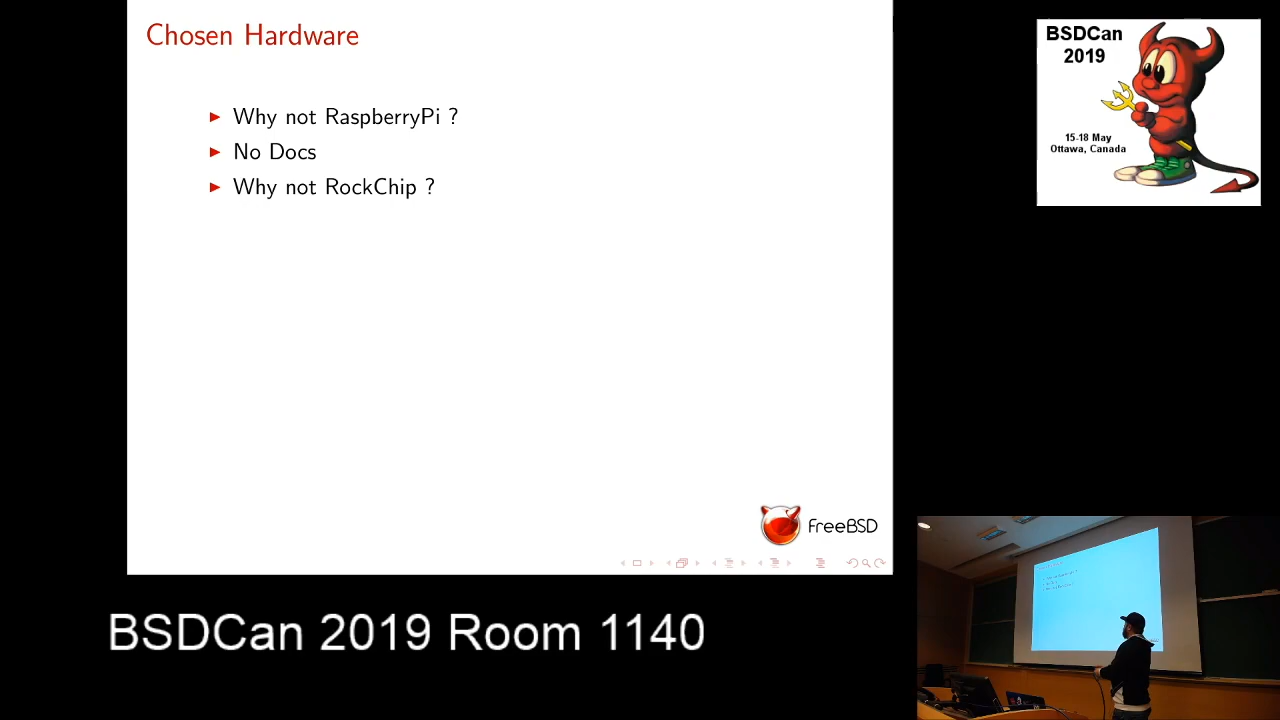 Chosen Hardware
Why not RaspberryPi ?
No Docs
Why not RockChip ?
FreeBSD
BSDCan
2019
15-18 May
Ottawa, Canada
BSDCan 2019 Room 1140